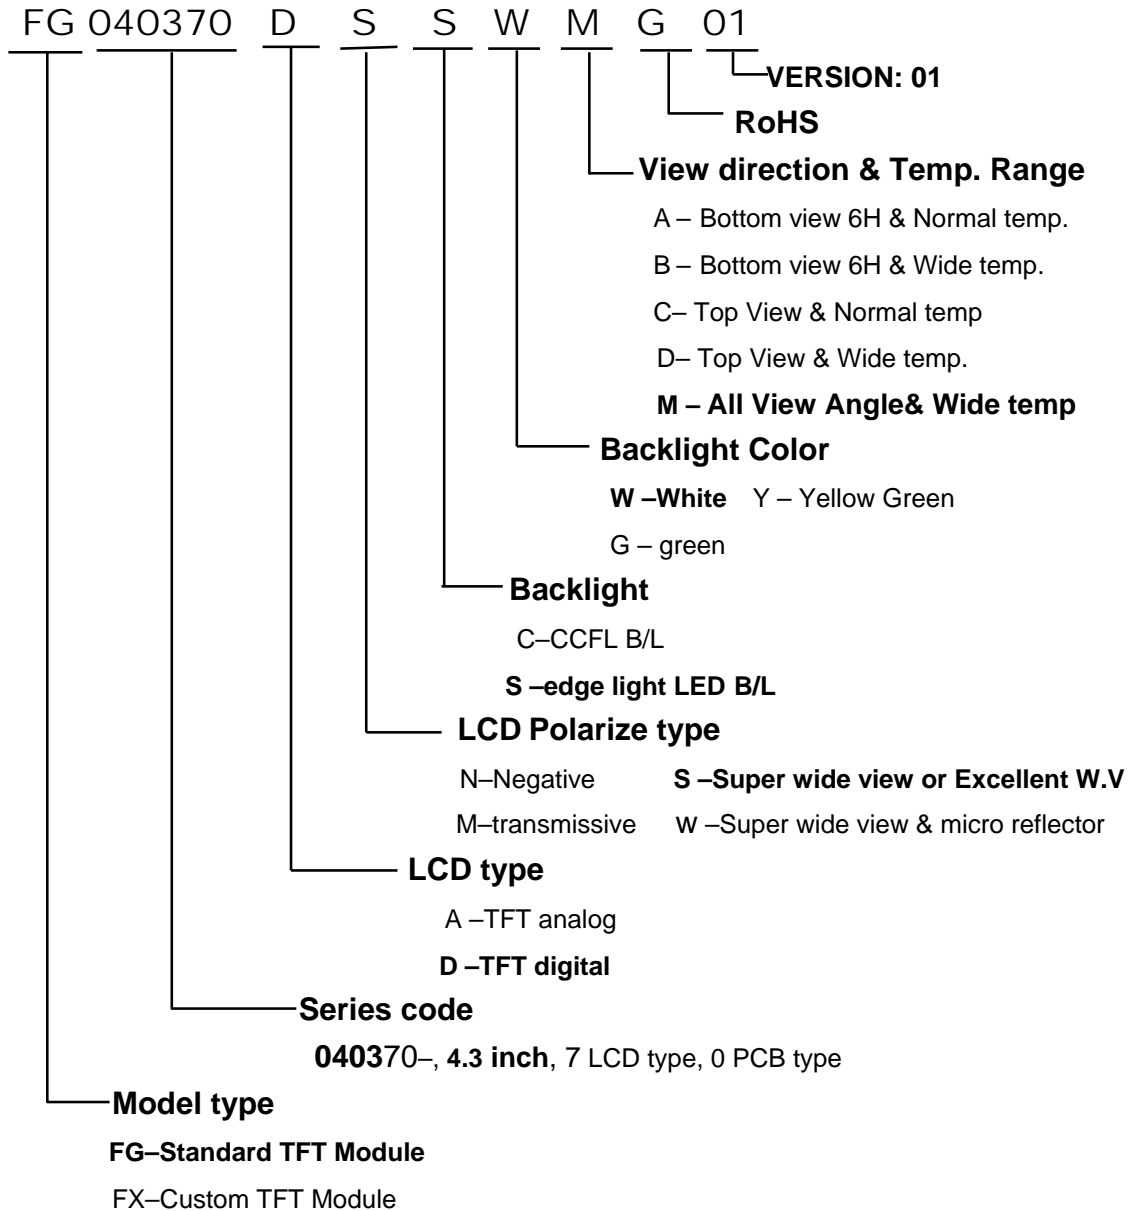 FG 040370 D S S W M G 01
VERSION: 01
RoHS
View direction & Temp. Range
A – Bottom view 6H & Normal temp.
B – Bottom view 6H & Wide temp.
C– Top View & Normal temp
D– Top View & Wide temp.
M – All View Angle& Wide temp
Backlight Color
W –White Y – Yellow Green
G – green
Backlight
C–CCFL B/L
S –edge light LED B/L
LCD Polarize type
N–Negative S –Super wide view or Excellent W.V
M–transmissive w –Super wide view & micro reflector
LCD type
A –TFT analog
D –TFT digital
Series code
040370–, 4.3 inch, 7 LCD type, 0 PCB type
Model type
FG–Standard TFT Module
FX–Custom TFT Module